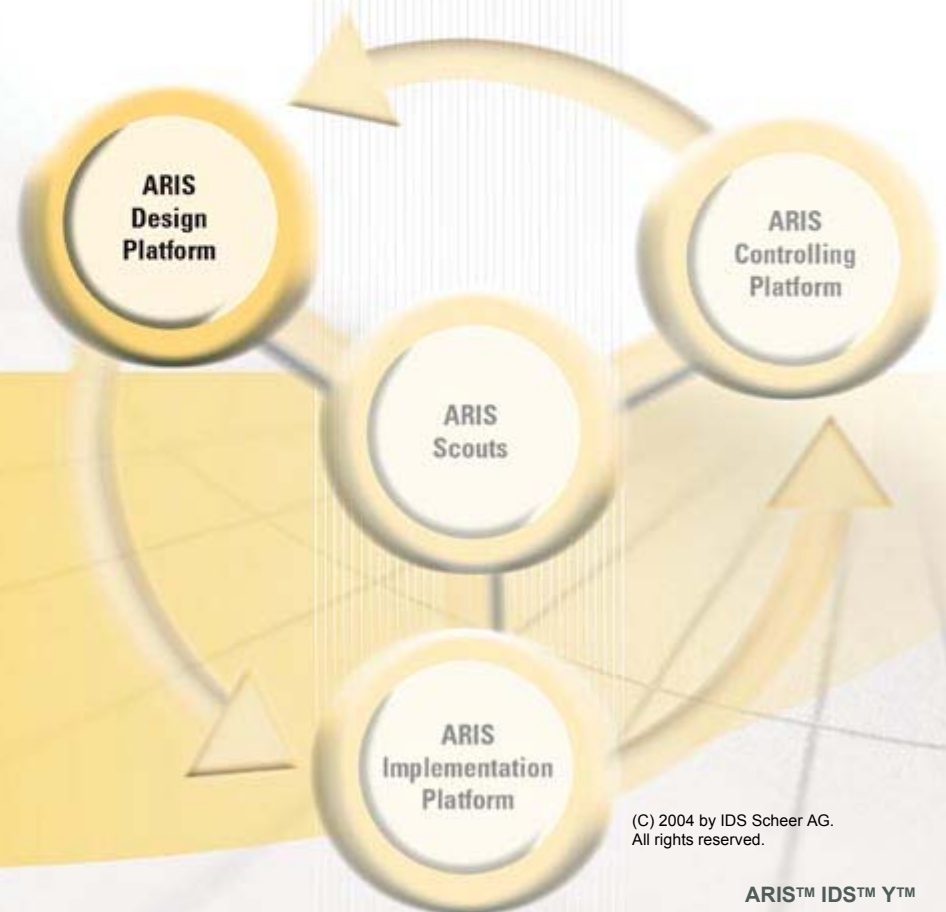 ARIS
Design
Platform
ARIS
Controlling
Platform
ARIS
Scouts
ARIS
Implementation
Platform
(C) 2004 by IDS Scheer AG.
All rights reserved.
ARIS™ IDS™ Y™